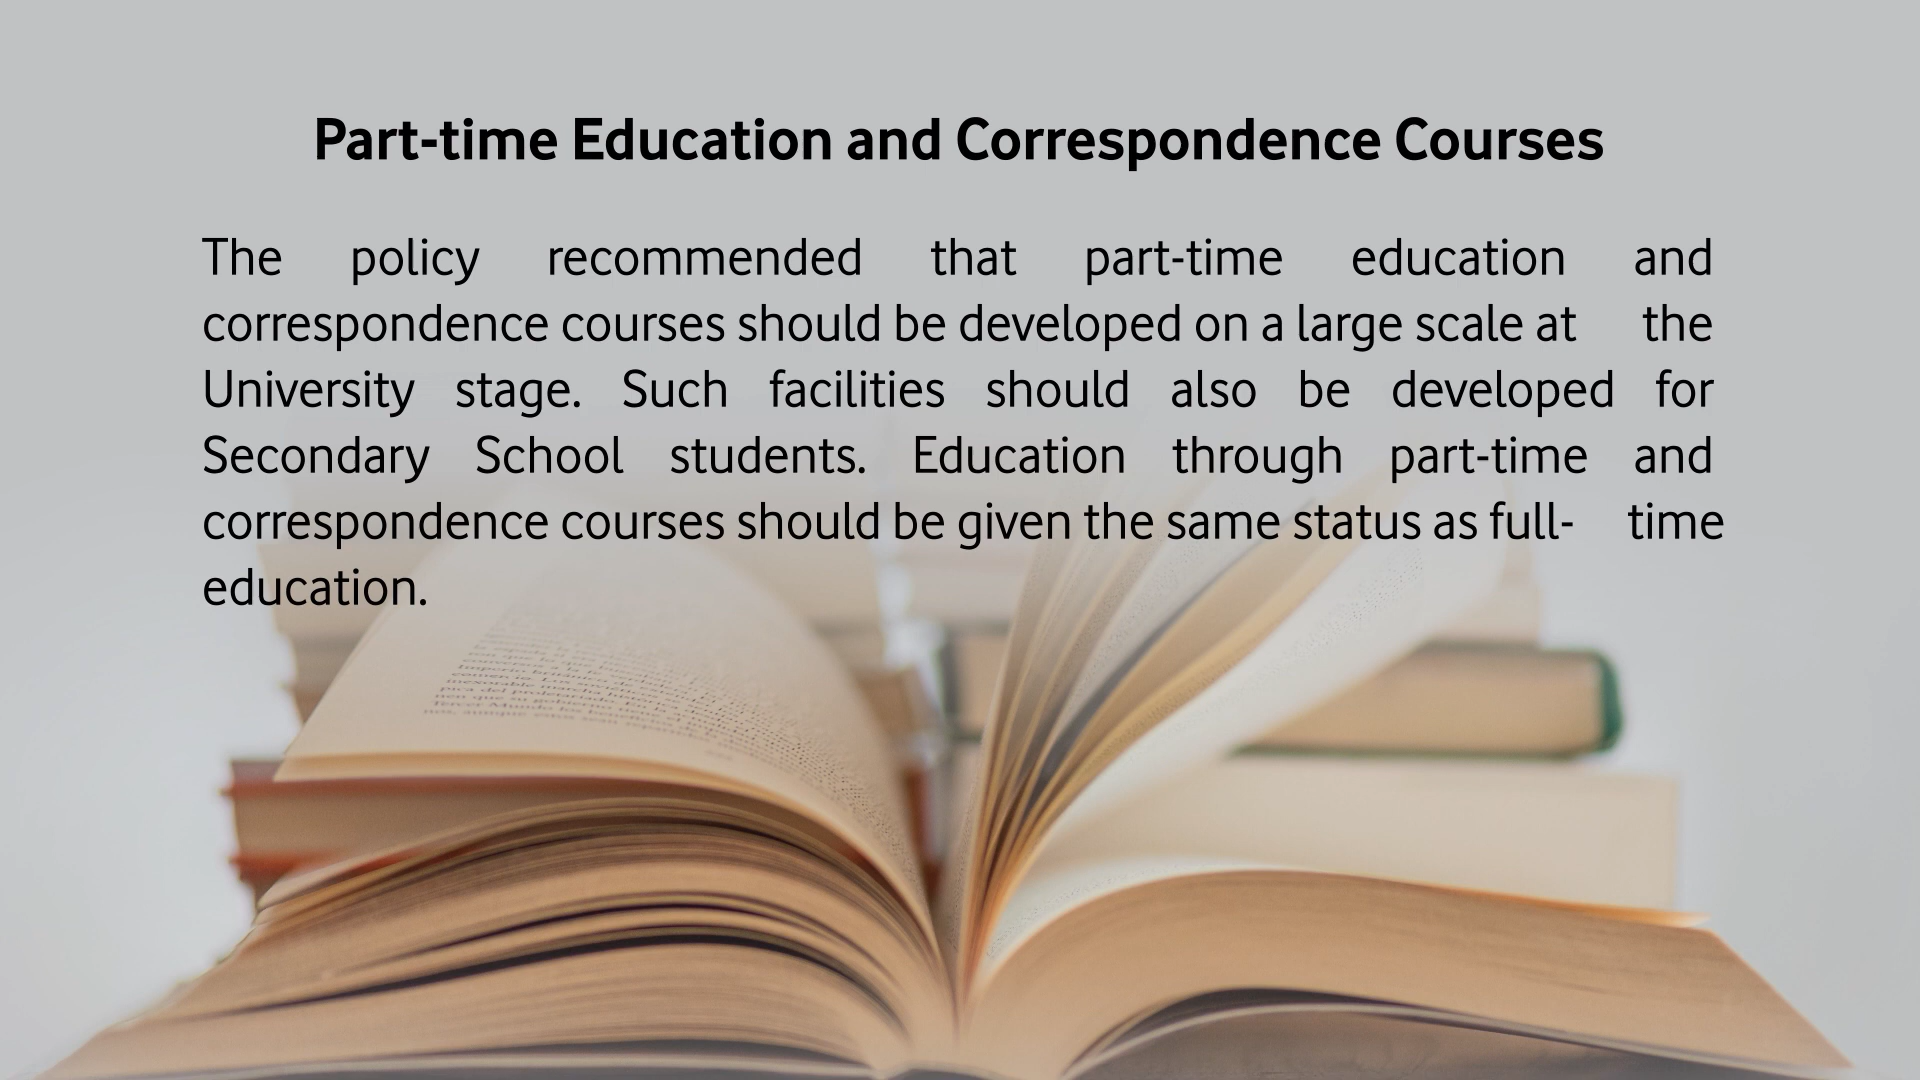 Part-time Education and Correspondence Courses
The policy recommended that part-time education and
correspondence courses should be developed on a large scale at the
University stage. Such facilities should also be developed for
Secondary School students. Education through part-time and
correspondence courses should be given the same status as full- time
education.